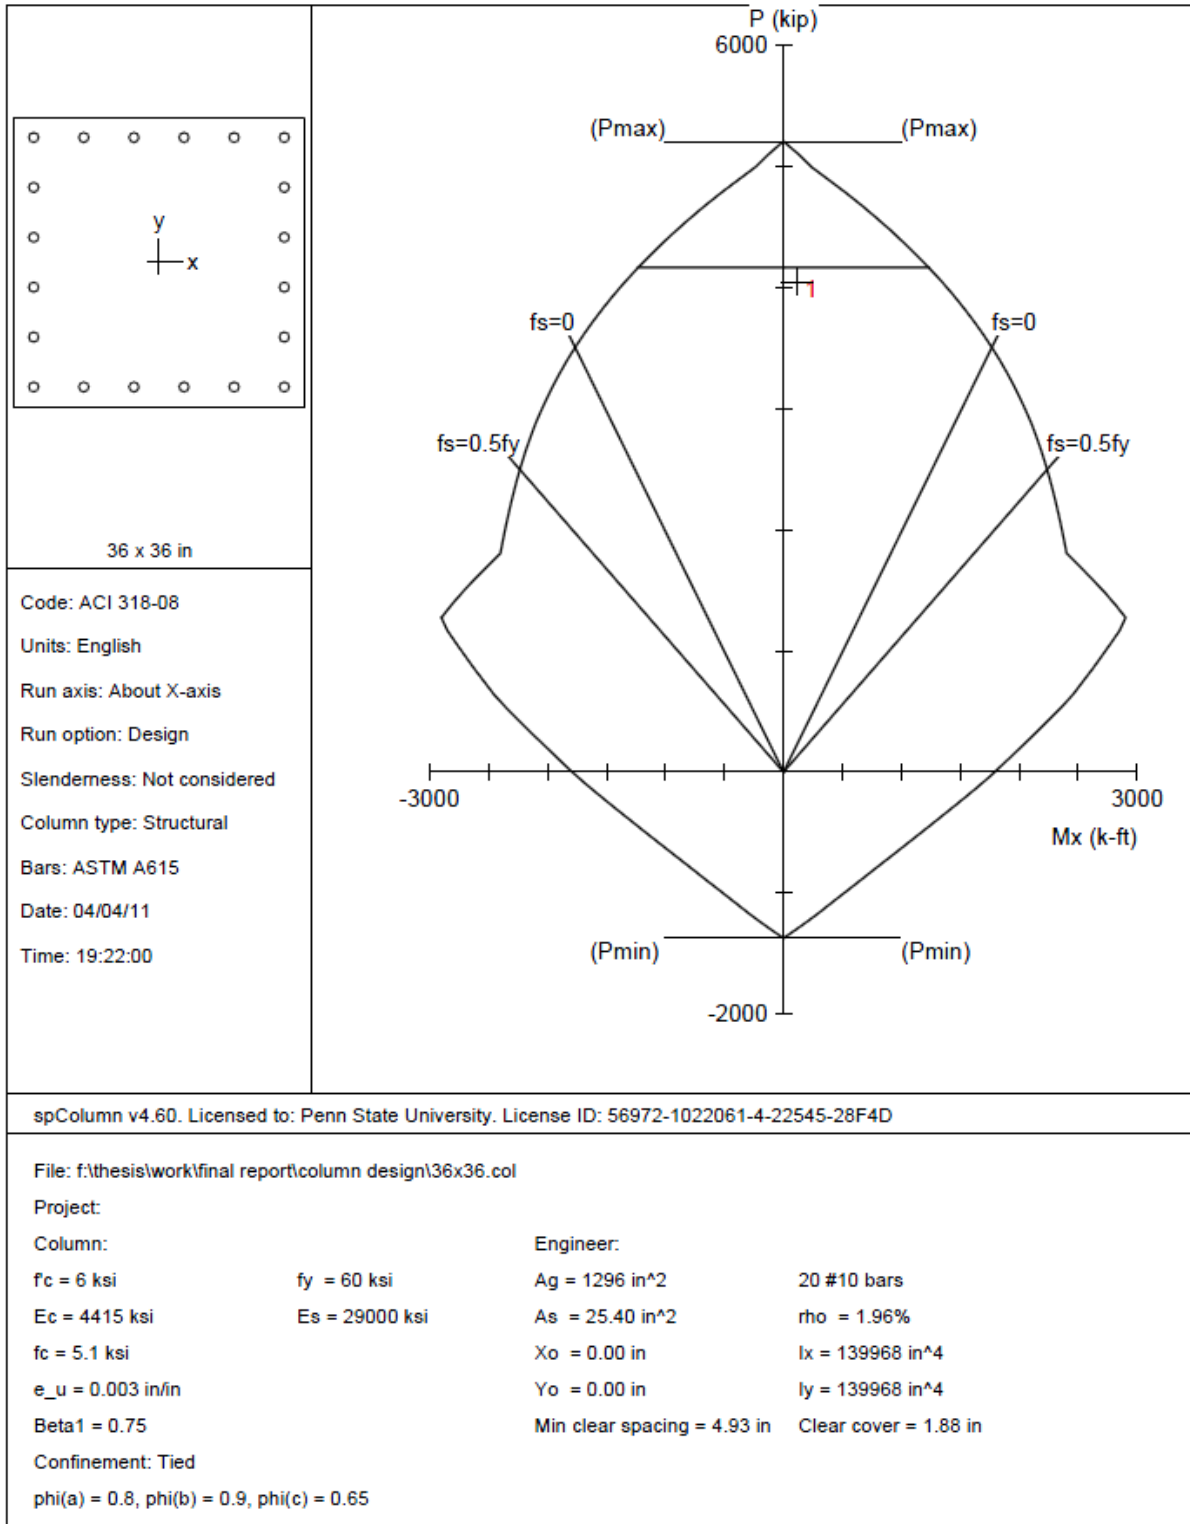 P (kip)
6000
(Pmax)
(Pmax)
y
x
1
fs=0
fs=0
fs=0.5fy
fs=0.5fy
36 x 36 in
Code: ACI 318-08
Units: English
Run axis: About X-axis
Run option: Design
Slenderness: Not considered
Column type: Structural
Bars: ASTM A615
Date: 04/04/11
Time: 19:22:00
-3000
3000
Mx (k-ft)
(Pmin)
(Pmin)
-2000
spColumn v4.60. Licensed to: Penn State University. License ID: 56972-1022061-4-22545-28F4D
File: f:\thesis\work\final report\column design\36x36.col
Project:
Column:
Engineer:
f'c = 6 ksi
fy = 60 ksi
Ag = 1296 in^2
20 #10 bars
Ec = 4415 ksi
Es = 29000 ksi
As = 25.40 in^2
rho = 1.96%
fc = 5.1 ksi
Xo = 0.00 in
Ix = 139968 in^4
e_u = 0.003 in/in
Yo = 0.00 in
Iy = 139968 in^4
Beta1 = 0.75
Min clear spacing = 4.93 in
Clear cover = 1.88 in
Confinement: Tied
phi(a) = 0.8, phi(b) = 0.9, phi(c) = 0.65